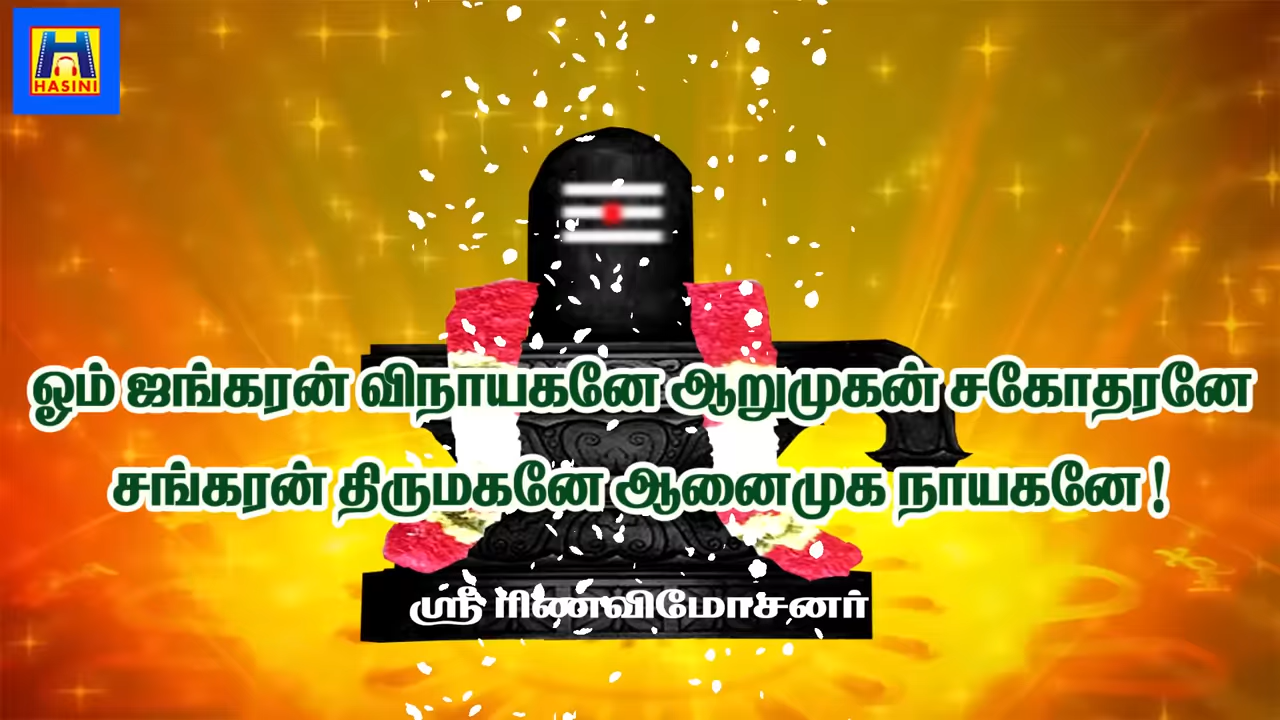 HASINI
ஓம் ஐங்கரன் விநாயகனே ஆறுமுகன் சகோதரனே
சங்கரன் திருமகனே ஆனைமுக நாயகனே !
ஸ்ரீ ரிணவிமோசனர்